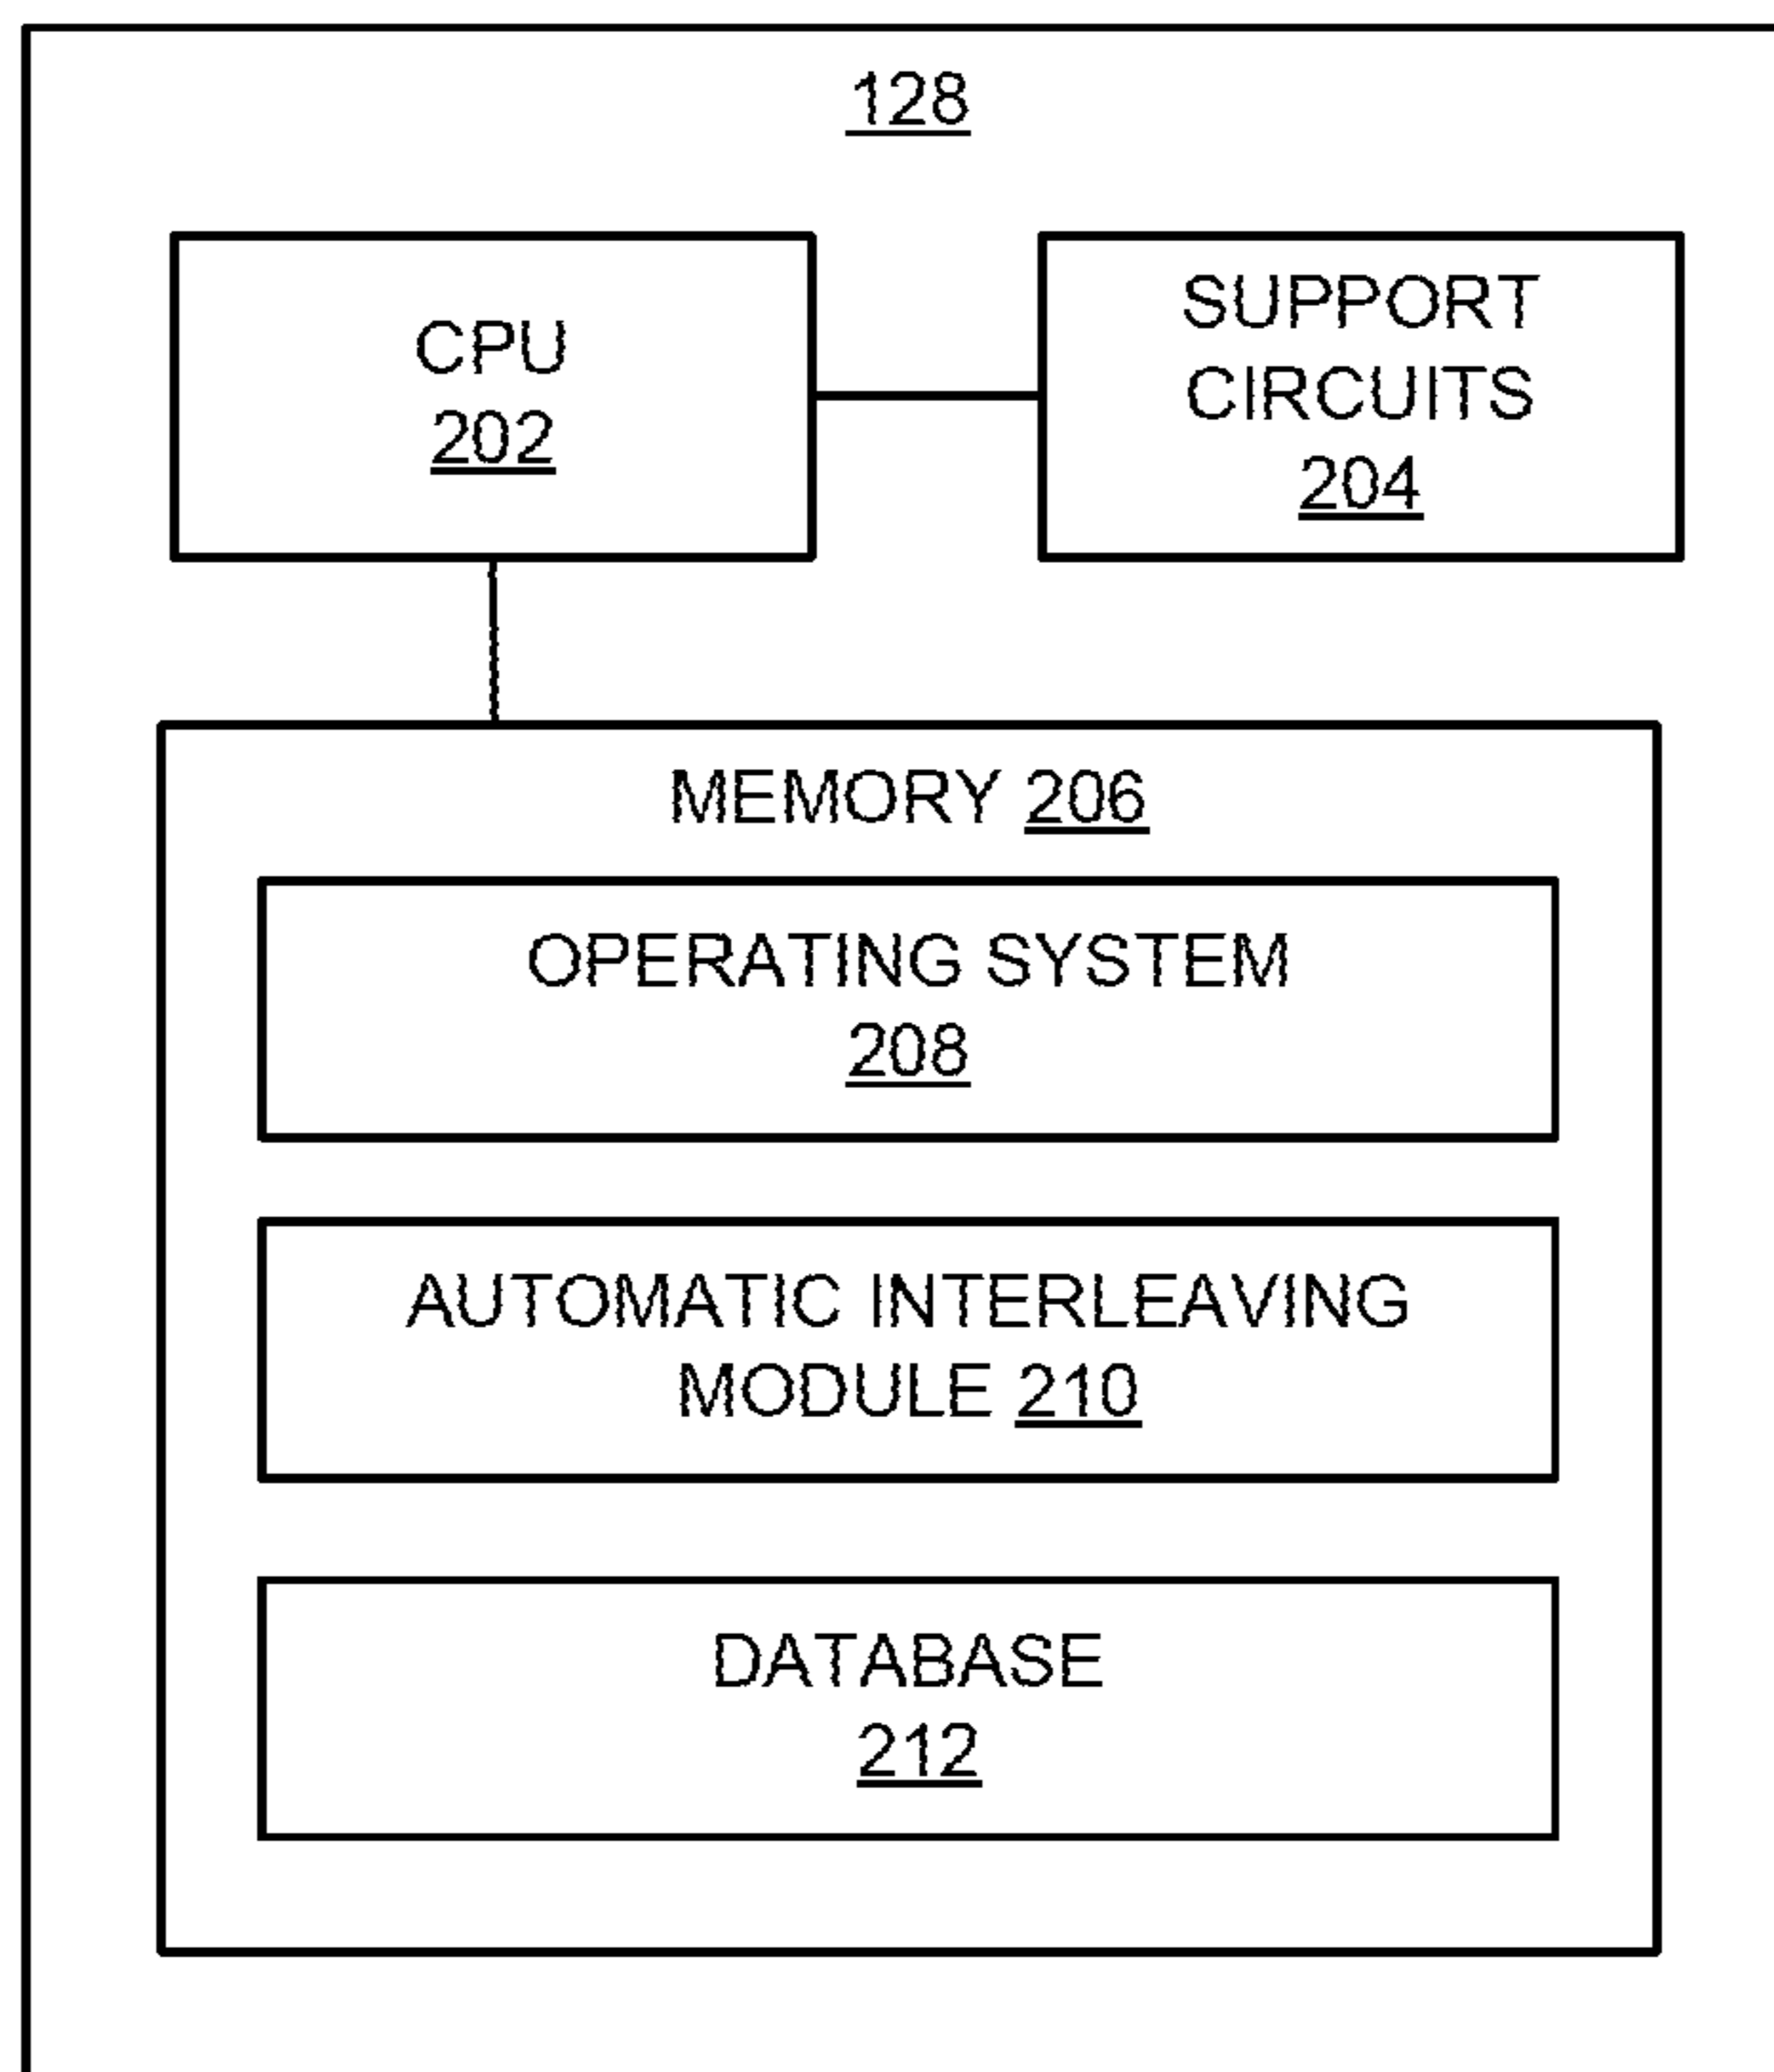 128
CPU
202
SUPPORT
CIRCUITS
204
MEMORY 206
OPERATING SYSTEM
208
AUTOMATIC INTERLEAVING
MODULE 210
DATABASE
212